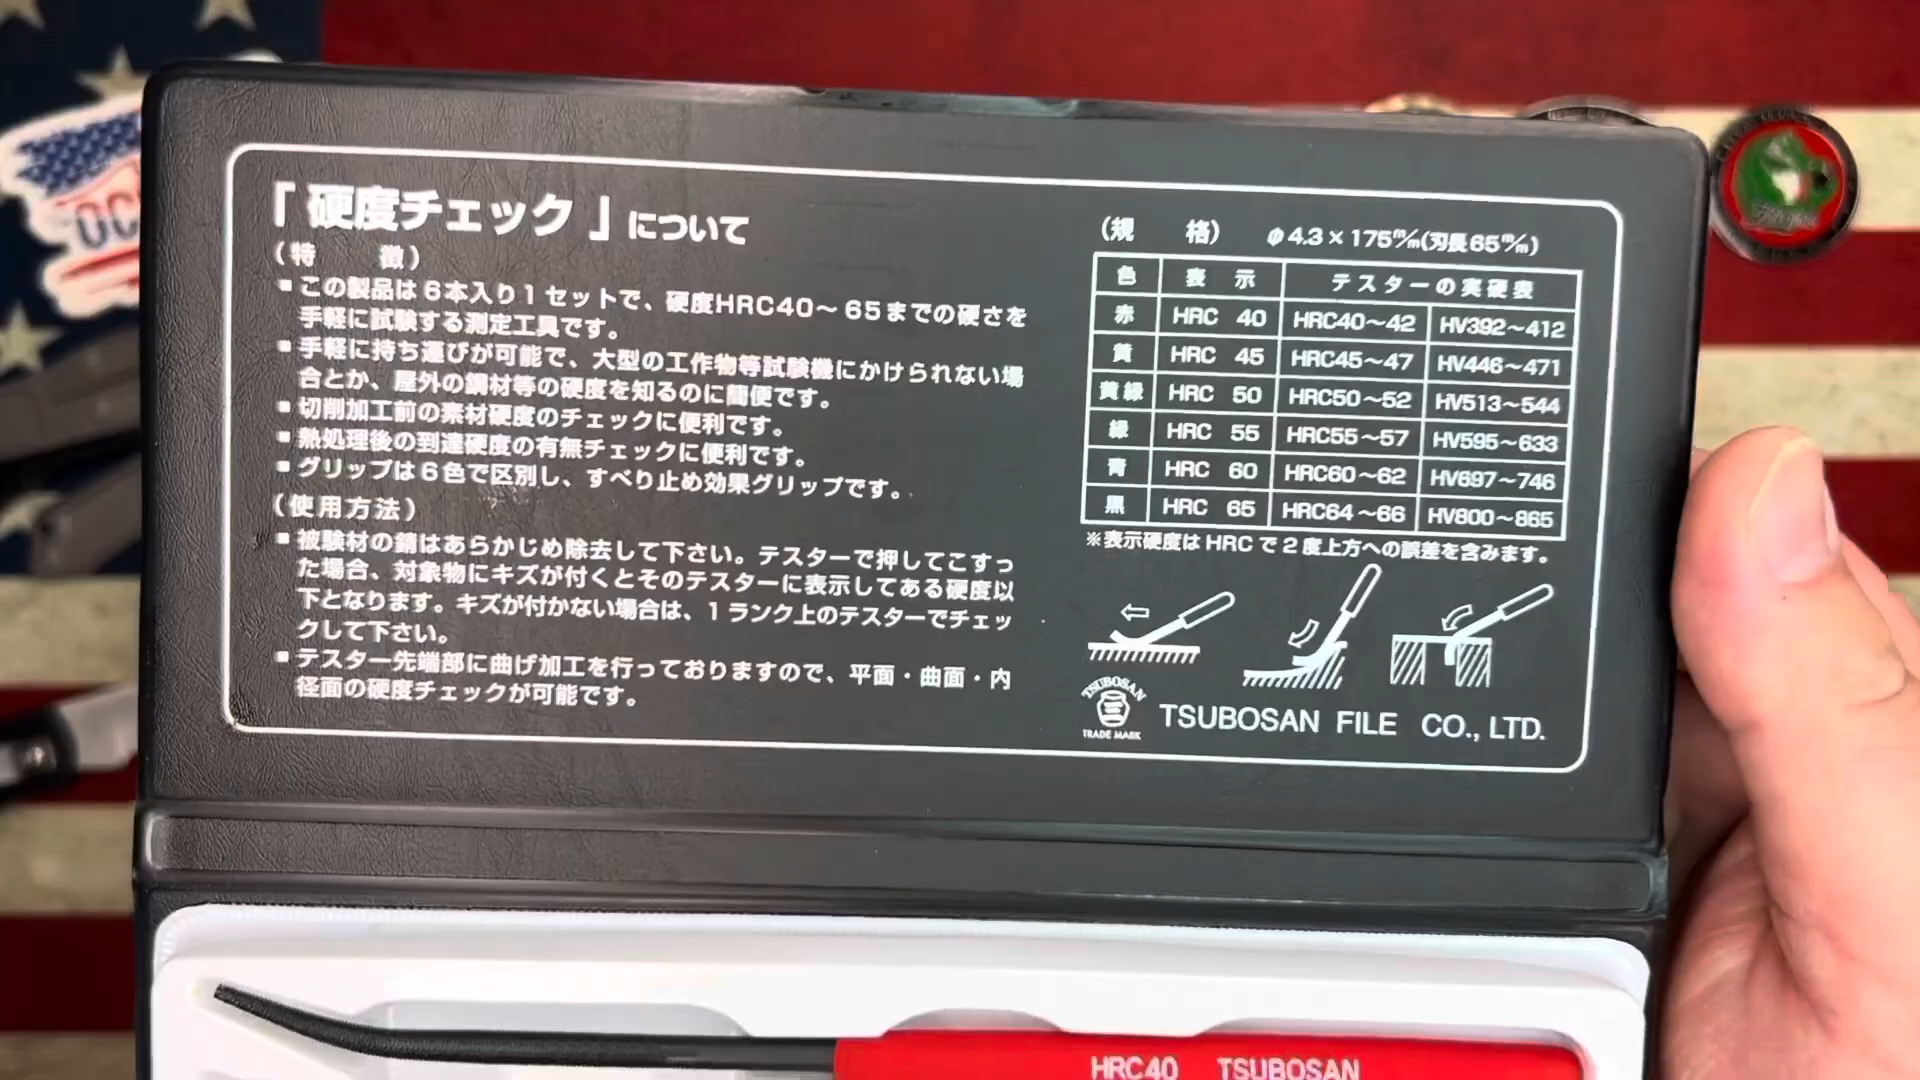 「硬度チェック」について
(特 徴)
▪この製品は6本入り1セットで、硬度HRC40~65までの硬さを
手軽に試験する測定工具です。
▪手軽に持ち運びが可能で、大型の工作物等試験機にかけられない場
合とか、屋外の鋼材等の硬度を知るのに簡便です。
▪切削加工前の素材硬度のチェックに便利です。
▪熱処理後の到達硬度の有無チェックに便利です。
▪グリップは6色で区別し、すべり止め効果グリップです。
(使用方法)
▪被験材の錆はあらかじめ除去して下さい。テスターで押してこすっ
た場合、対象物にキズが付くとそのテスターに表示してある硬度以
下となります。キズが付かない場合は、1ランク上のテスターでチェッ
クして下さい。
▪テスター先端部に曲げ加工を行っておりますので、平面・曲面・内
径面の硬度チェックが可能です。
(規 格) φ4.3×175m/m(刃長65m/m)
色 表 示 テスターの実硬表
赤 HRC 40 HRC40~42 HV392~412
黄 HRC 45 HRC45~47 HV446~471
黄緑 HRC 50 HRC50~52 HV513~544
緑 HRC 55 HRC55~57 HV595~633
青 HRC 60 HRC60~62 HV697~746
黒 HRC 65 HRC64~66 HV800~865
※表示硬度はHRCで2度上方への誤差を含みます。
TSUBOSAN
TRADE MARK
TSUBOSAN FILE CO., LTD.
HRC40 TSUBOSAN